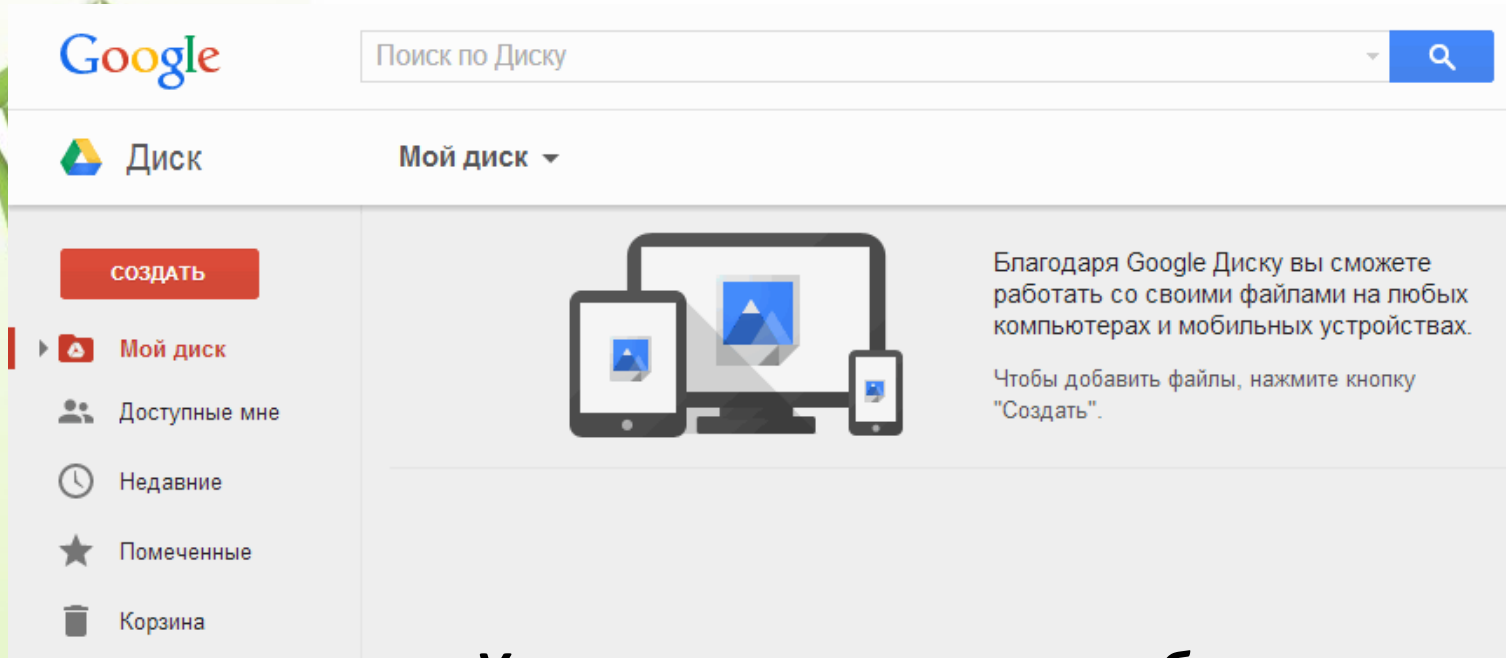 Google
Поиск по Диску
Диск
Мой диск
СОЗДАТЬ
Мой диск
Доступные мне
Недавние
Помеченные
Корзина
Благодаря Google Диску вы сможете
работать со своими файлами на любых
компьютерах и мобильных устройствах.
Чтобы добавить файлы, нажмите кнопку
"Создать".